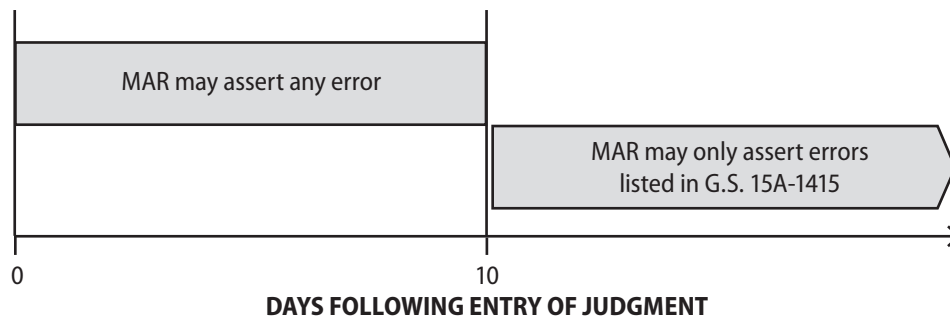 MAR may assert any error
MAR may only assert errors
listed in G.S. 15A-1415
0
10
DAYS FOLLOWING ENTRY OF JUDGMENT